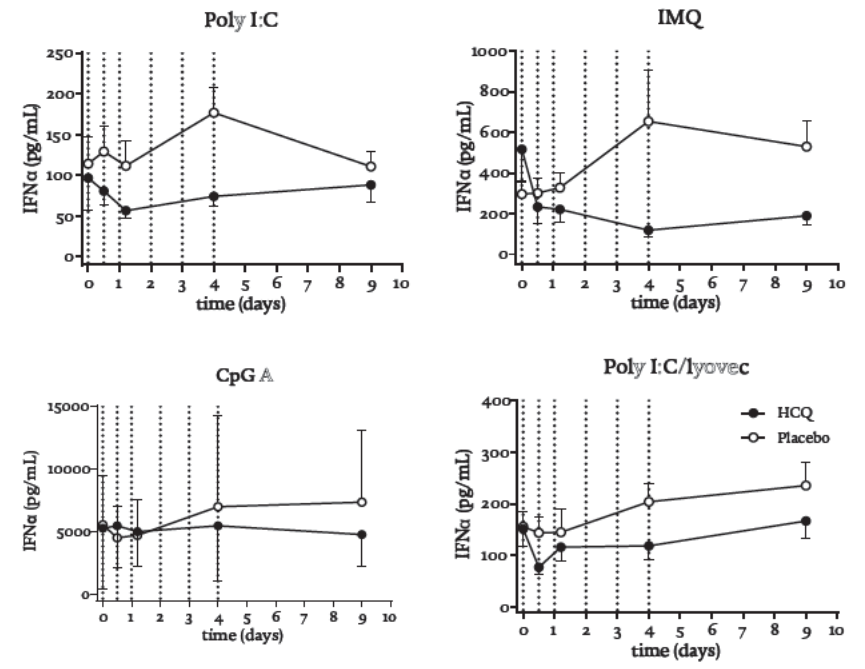 Poly I:C
IFNα (pg/mL)
250
200
150
100
50
0
0 1 2 3 4 5 6 7 8 9 10
time (days)
IMQ
IFNα (pg/mL)
1000
800
600
400
200
0
0 1 2 3 4 5 6 7 8 9 10
time (days)
CpG A
IFNα (pg/mL)
15000
10000
5000
0
0 1 2 3 4 5 6 7 8 9 10
time (days)
Poly I:C/lyovec
IFNα (pg/mL)
400
300
200
100
0
HCQ
Placebo
0 1 2 3 4 5 6 7 8 9 10
time (days)